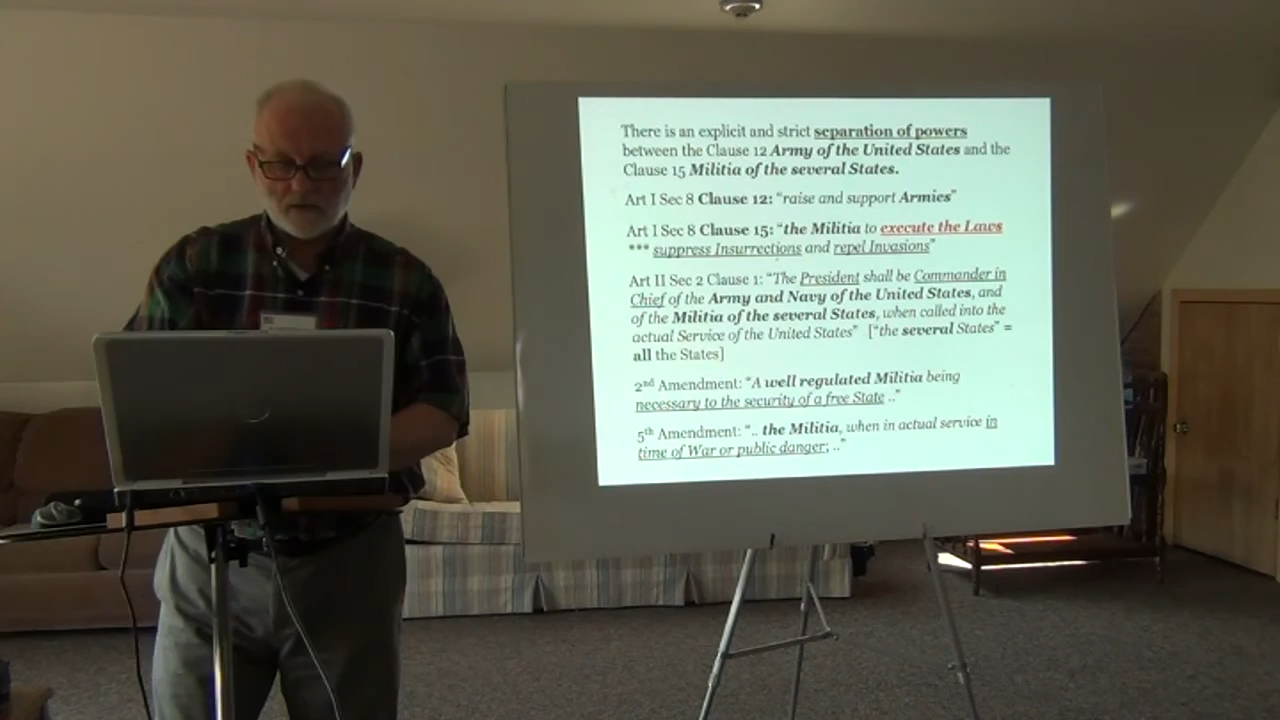 There is an explicit and strict separation of powers
between the Clause 12 Army of the United States and the
Clause 15 Militia of the several States.
Art I Sec 8 Clause 12: “raise and support Armies”
Art I Sec 8 Clause 15: “the Militia to execute the Laws
*** suppress Insurrections and repel Invasions”
Art II Sec 2 Clause 1: “The President shall be Commander in
Chief of the Army and Navy of the United States, and
of the Militia of the several States, when called into the
actual Service of the United States” [“the several States” =
all the States]
2nd Amendment: “A well regulated Militia being
necessary to the security of a free State ..”
5th Amendment: “.. the Militia, when in actual service in
time of War or public danger; ..”